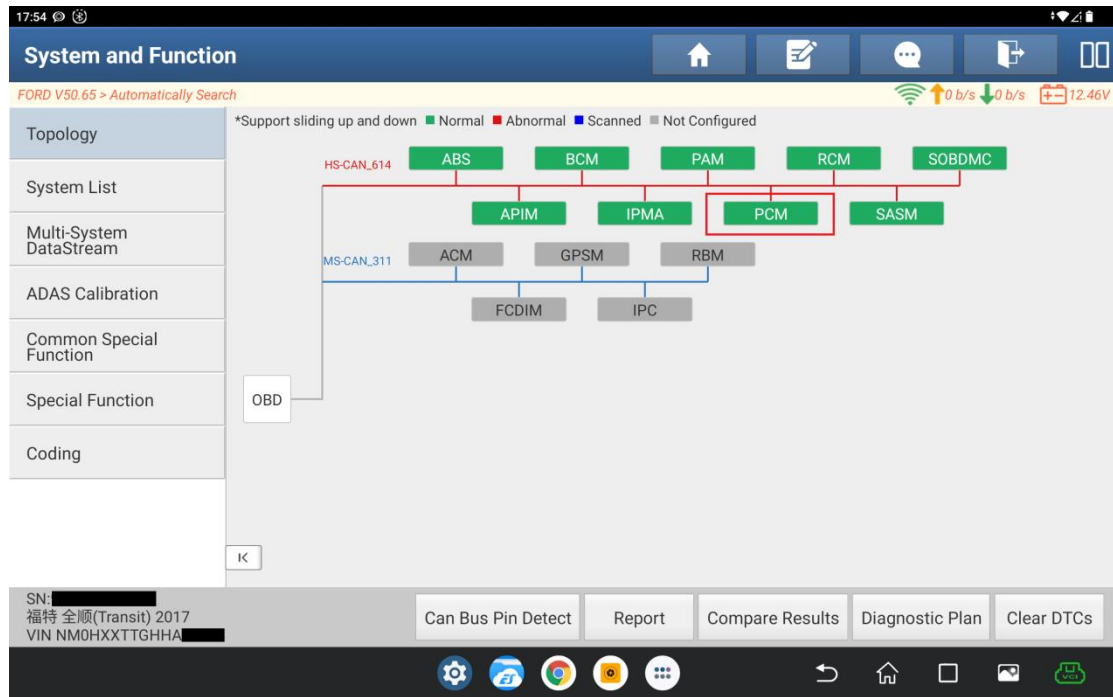 17:54
System and Function
FORD V50.65 > Automatically Search
0 b/s 0 b/s 12.46V
Topology
System List
Multi-System
DataStream
ADAS Calibration
Common Special
Function
Special Function
Coding
*Support sliding up and down Normal Abnormal Scanned Not Configured
HS-CAN_614
ABS BCM PAM RCM SOBDMC
APIM IPMA PCM SASM
MS-CAN_311
ACM GPSM RBM
FCDIM IPC
OBD
SN:
福特 全顺(Transit) 2017
VIN NM0HXXTTGHHA
Can Bus Pin Detect Report Compare Results Diagnostic Plan Clear DTCs
VCI